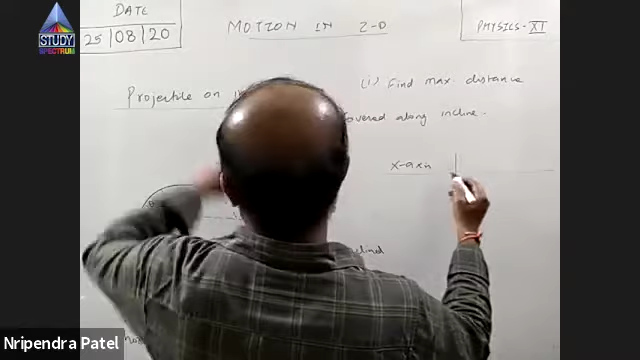 STUDY
SPECTRUM
DATE
25/08/20
MOTION IN 2-D
PHYSICS-XI
Projectile on
(i) Find max. distance
covered along incline.
X-axis
Nripendra Patel